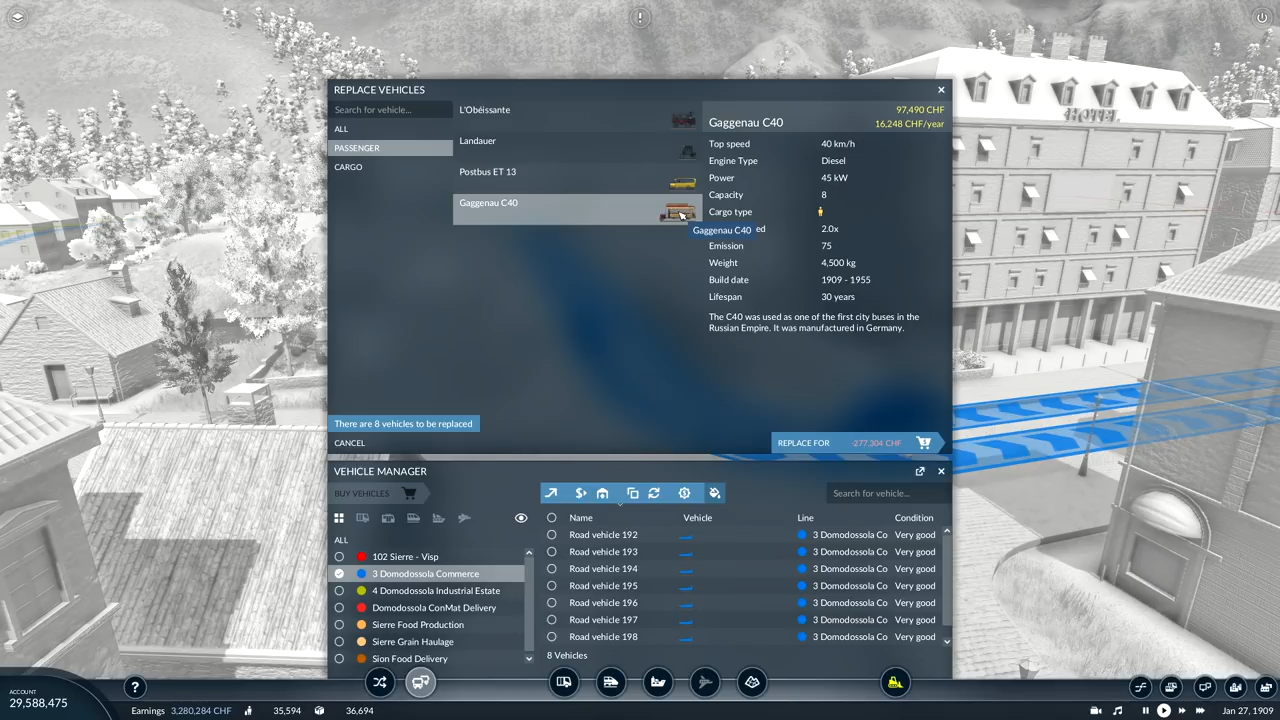 HOTEL
REPLACE VEHICLES
Search for vehicle...
ALL
PASSENGER
CARGO
L'Obéissante
Landauer
Postbus ET 13
Gaggenau C40
Gaggenau C40
97,490 CHF
Gaggenau C40
16,248 CHF/year
Top speed 40 km/h
Engine Type Diesel
Power 45 kW
Capacity 8
Cargo type
ed 2.0x
Emission 75
Weight 4,500 kg
Build date 1909 - 1955
Lifespan 30 years
The C40 was used as one of the first city buses in the
Russian Empire. It was manufactured in Germany.
There are 8 vehicles to be replaced
CANCEL
REPLACE FOR -277,304 CHF
VEHICLE MANAGER
BUY VEHICLES
Search for vehicle...
ALL
102 Sierre - Visp
3 Domodossola Commerce
4 Domodossola Industrial Estate
Domodossola ConMat Delivery
Sierre Food Production
Sierre Grain Haulage
Sion Food Delivery
Name Vehicle Line Condition
Road vehicle 192 3 Domodossola Co Very good
Road vehicle 193 3 Domodossola Co Very good
Road vehicle 194 3 Domodossola Co Very good
Road vehicle 195 3 Domodossola Co Very good
Road vehicle 196 3 Domodossola Co Very good
Road vehicle 197 3 Domodossola Co Very good
Road vehicle 198 3 Domodossola Co Very good
8 Vehicles
ACCOUNT
29,588,475
Earnings 3,280,284 CHF 35,594 36,694
Jan 27, 1909